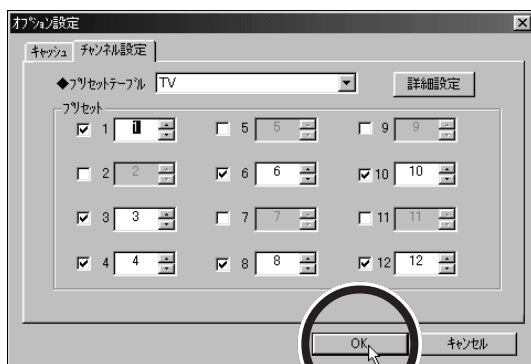 オプション設定
キャッシュ チャンネル設定
◆プリセットテーブル TV 詳細設定
プリセット
1 1 5 5 9 9
2 2 6 6 10 10
3 3 7 7 11 11
4 4 8 8 12 12
OK キャンセル